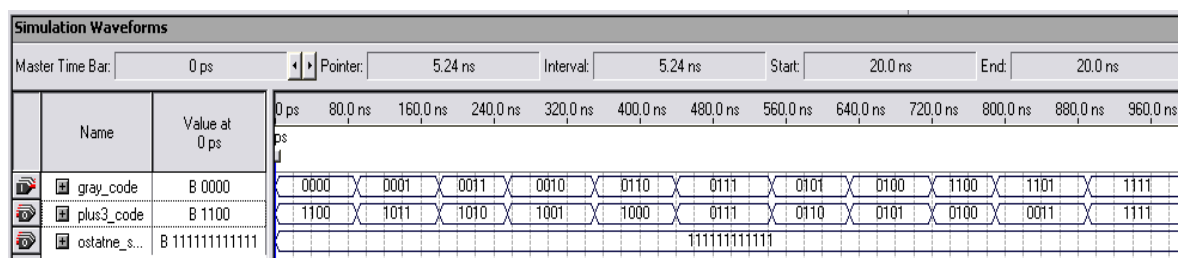 Simulation Waveforms
Master Time Bar: 0 ps Pointer: 5.24 ns Interval: 5.24 ns Start: 20.0 ns End: 20.0 ns
Name Value at 0 ps 0 ps 80.0 ns 160.0 ns 240.0 ns 320.0 ns 400.0 ns 480.0 ns 560.0 ns 640.0 ns 720.0 ns 800.0 ns 880.0 ns 960.0 ns
ps
gray_code B 0000 0000 0001 0011 0010 0110 0111 0101 0100 1100 1101 1111
plus3_code B 1100 1100 1011 1010 1001 1000 0111 0110 0101 0100 0011 1111
ostatne_s... B 111111111111 111111111111